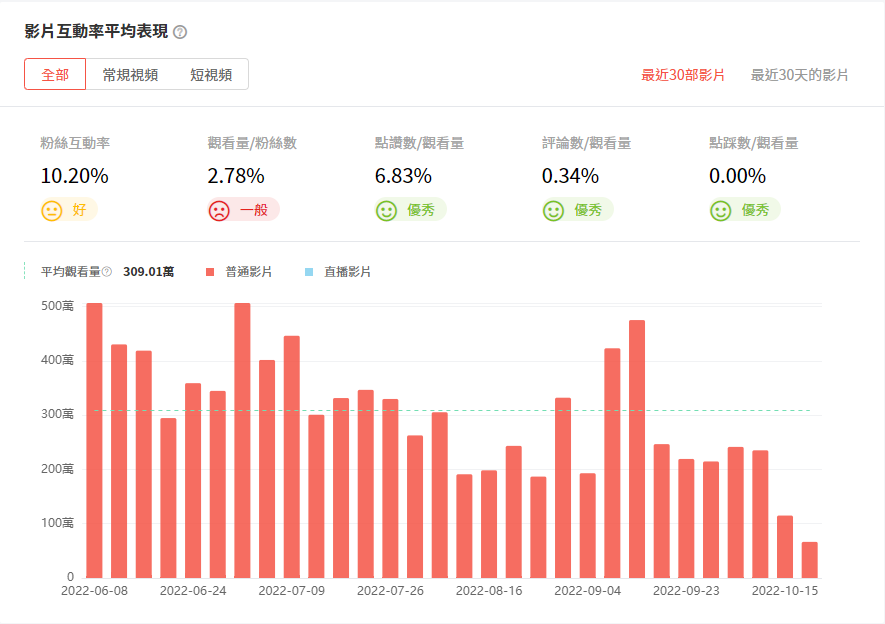 影片互動率平均表現 ?
全部 常規視頻 短視頻 最近30部影片 最近30天的影片
粉絲互動率 觀看量/粉絲數 點讚數/觀看量 評論數/觀看量 點踩數/觀看量
10.20% 2.78% 6.83% 0.34% 0.00%
好 一般 優秀 優秀 優秀
平均觀看量 ? 309.01萬 普通影片 直播影片
500萬
400萬
300萬
200萬
100萬
0
2022-06-08 2022-06-24 2022-07-09 2022-07-26 2022-08-16 2022-09-04 2022-09-23 2022-10-15